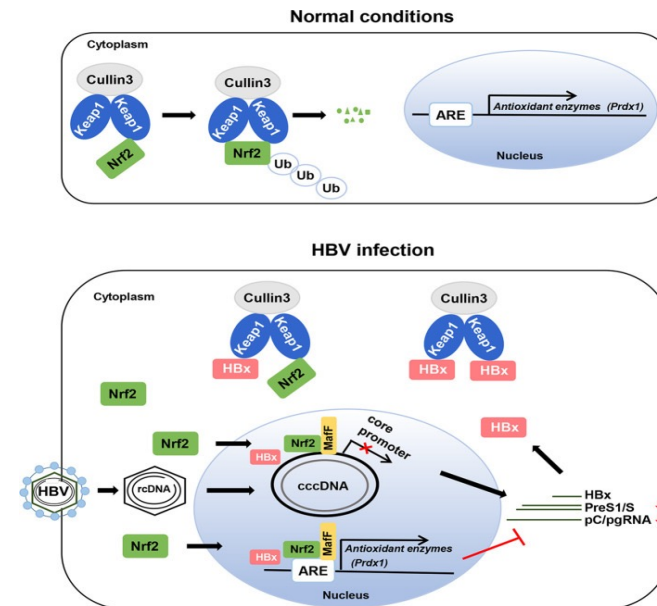 Normal conditions
Cytoplasm
Cullin3
Keap1
Keap1
Nrf2
Cullin3
Keap1
Keap1
Nrf2
Ub
Ub
Ub
ARE
Antioxidant enzymes (Prdx1)
Nucleus
HBV infection
Cytoplasm
Cullin3
Keap1
Keap1
HBx
Nrf2
Cullin3
Keap1
Keap1
HBx
HBx
Nrf2
Nrf2
HBx
Nrf2
MafF
core
promoter
HBx
HBV
rcDNA
cccDNA
HBx
PreS1/S
pC/pgRNA
Nrf2
HBx
Nrf2
MafF
ARE
Antioxidant enzymes
(Prdx1)
Nucleus